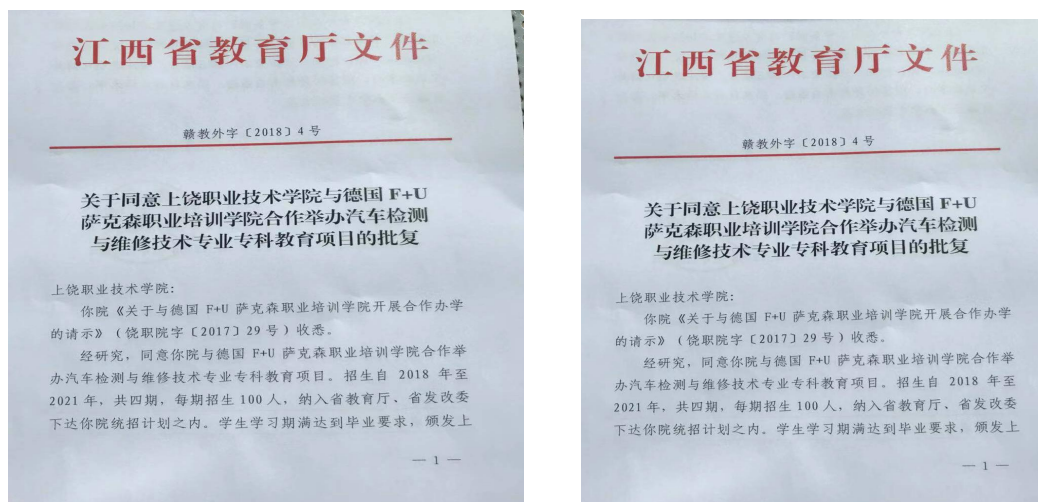 江西省教育厅文件
赣教外字〔2018〕4号
关于同意上饶职业技术学院与德国 F+U
萨克森职业培训学院合作举办汽车检测
与维修技术专业专科教育项目的批复
上饶职业技术学院：
你院《关于与德国 F+U 萨克森职业培训学院开展合作办学
的请示》（饶职院字〔2017〕29号）收悉。
经研究，同意你院与德国 F+U 萨克森职业培训学院合作举
办汽车检测与维修技术专业专科教育项目。招生自 2018 年至
2021年，共四期，每期招生100人，纳入省教育厅、省发改委
下达你院统招计划之内。学生学习期满达到毕业要求，颁发上
— 1 —
江西省教育厅文件
赣教外字〔2018〕4号
关于同意上饶职业技术学院与德国 F+U
萨克森职业培训学院合作举办汽车检测
与维修技术专业专科教育项目的批复
上饶职业技术学院：
你院《关于与德国 F+U 萨克森职业培训学院开展合作办学
的请示》（饶职院字〔2017〕29号）收悉。
经研究，同意你院与德国 F+U 萨克森职业培训学院合作举
办汽车检测与维修技术专业专科教育项目。招生自 2018 年至
2021年，共四期，每期招生100人，纳入省教育厅、省发改委
下达你院统招计划之内。学生学习期满达到毕业要求，颁发上
— 1 —